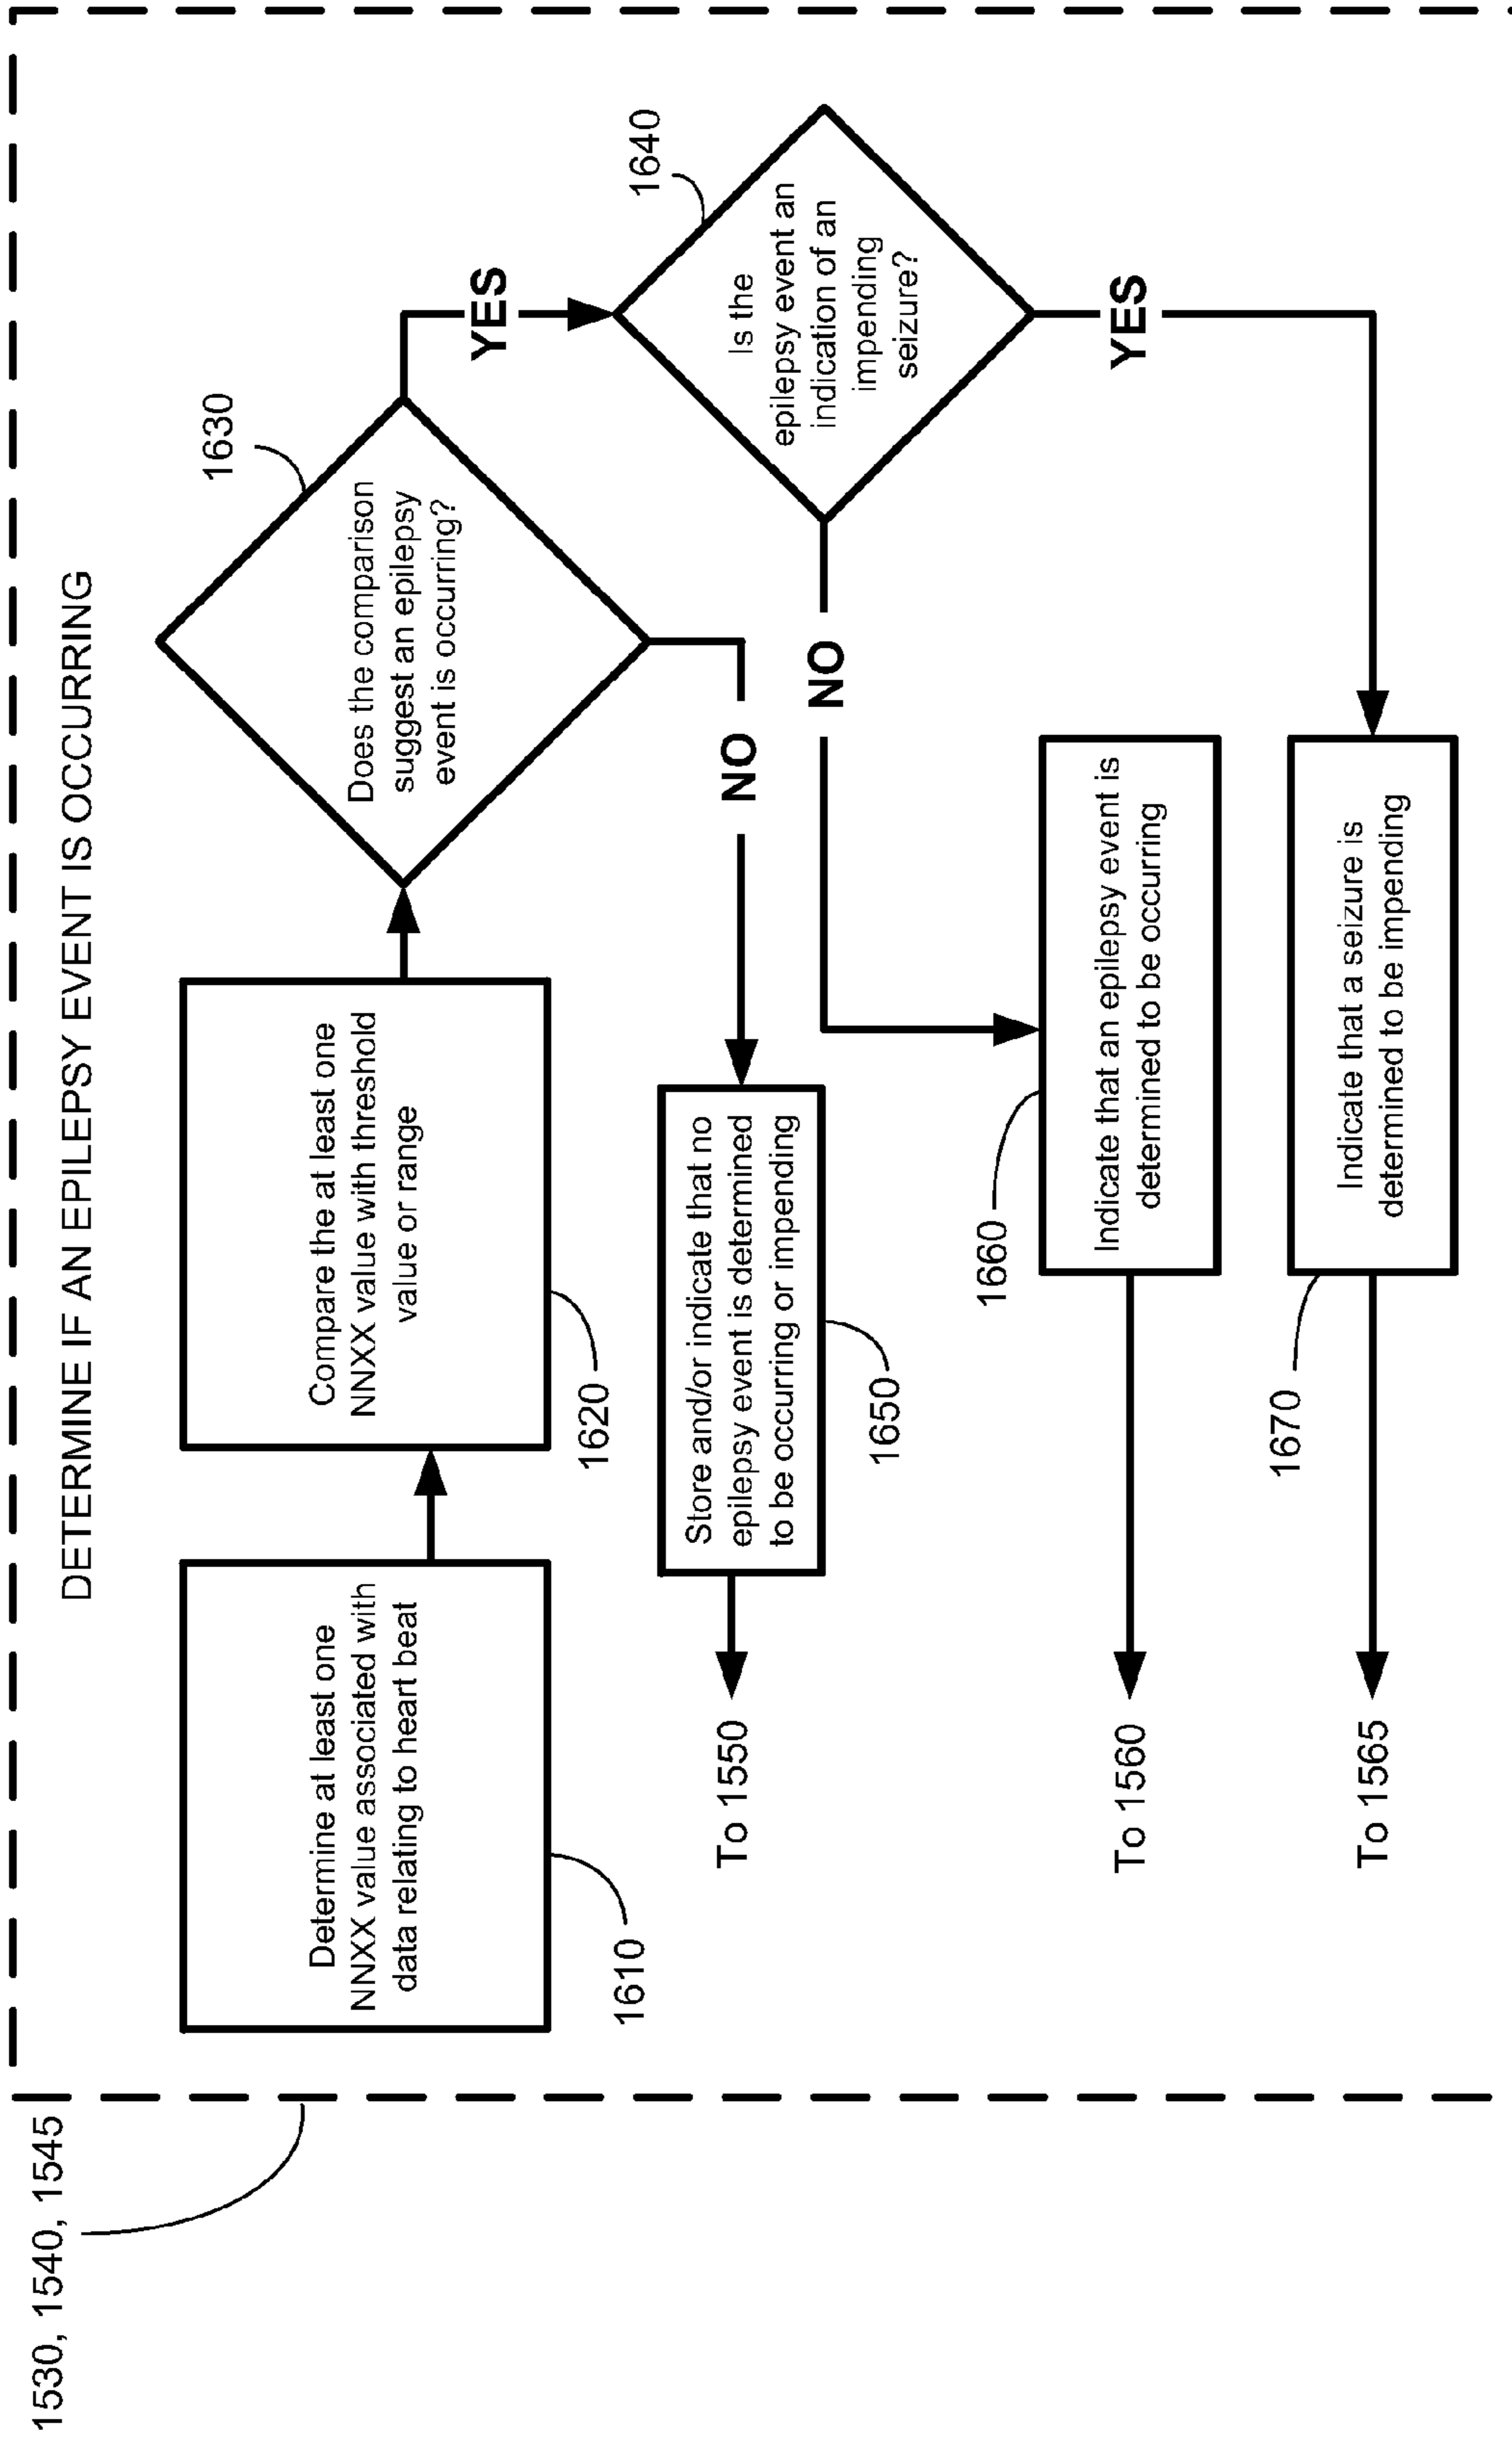 1530, 1540, 1545
DETERMINE IF AN EPILEPSY EVENT IS OCCURRING
Determine at least one
NNXX value associated with
data relating to heart beat
1610
Compare the at least one
NNXX value with threshold
value or range
1620
Does the comparison
suggest an epilepsy
event is occurring?
1630
YES
NO
Is the
epilepsy event an
indication of an
impending
seizure?
1640
NO
YES
Store and/or indicate that no
epilepsy event is determined
to be occurring or impending
1650
To 1550
Indicate that an epilepsy event is
determined to be occurring
1660
To 1560
Indicate that a seizure is
determined to be impending
1670
To 1565